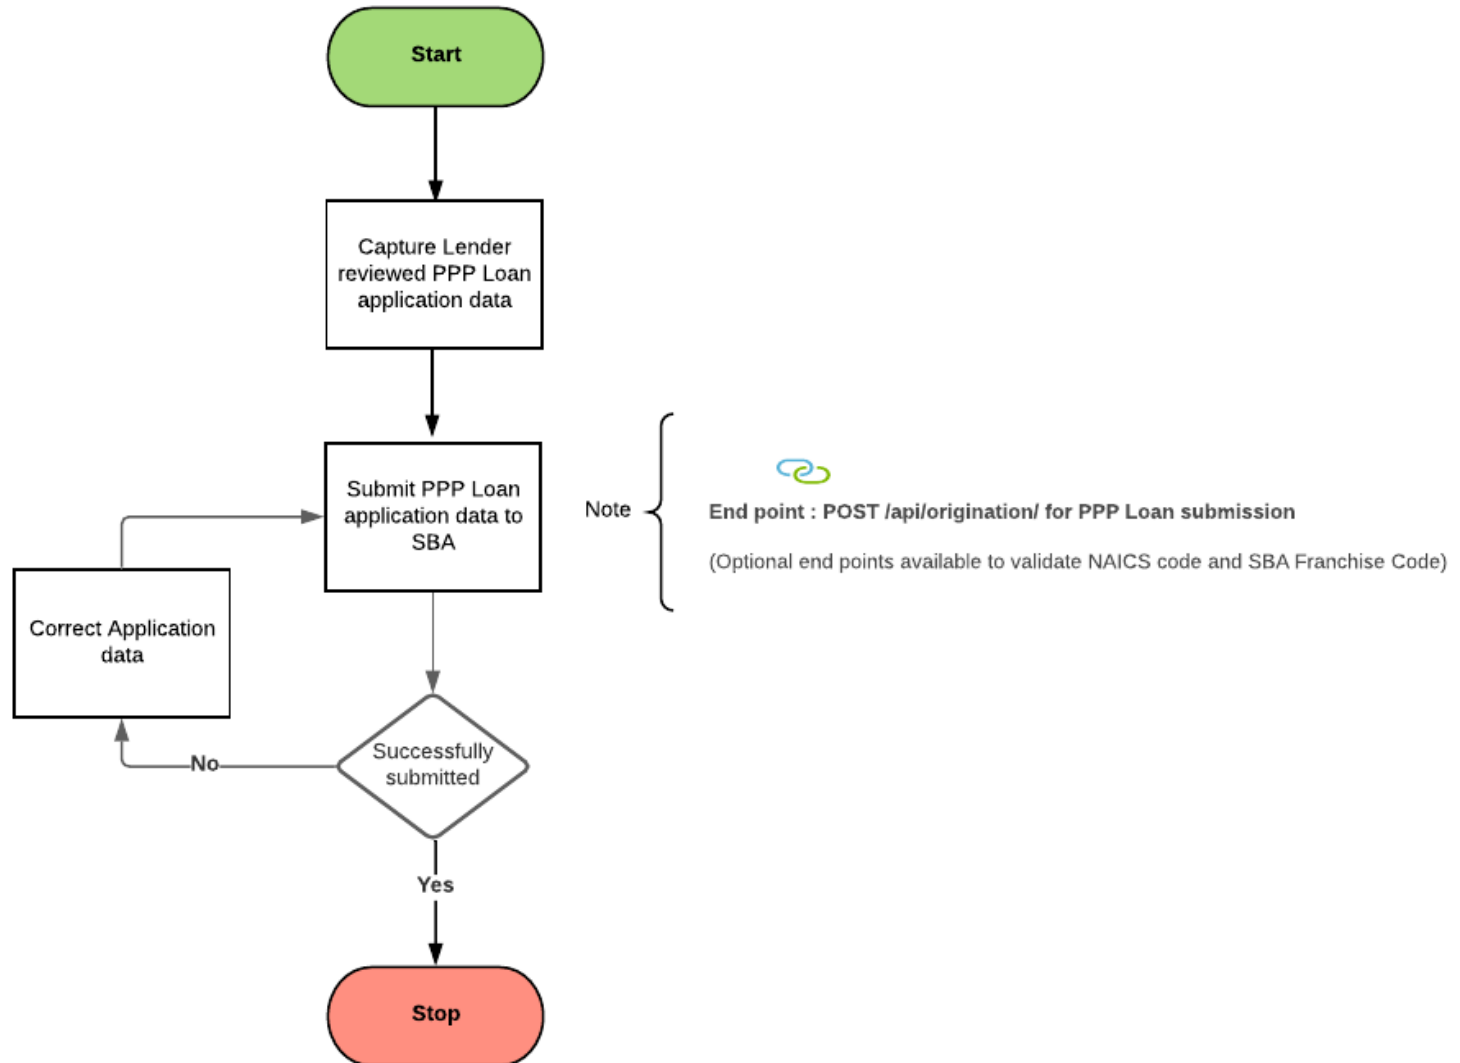 Start
Capture Lender
reviewed PPP Loan
application data
Submit PPP Loan
application data to
SBA
Note
End point : POST /api/origination/ for PPP Loan submission
(Optional end points available to validate NAICS code and SBA Franchise Code)
Correct Application
data
Successfully
submitted
No
Yes
Stop